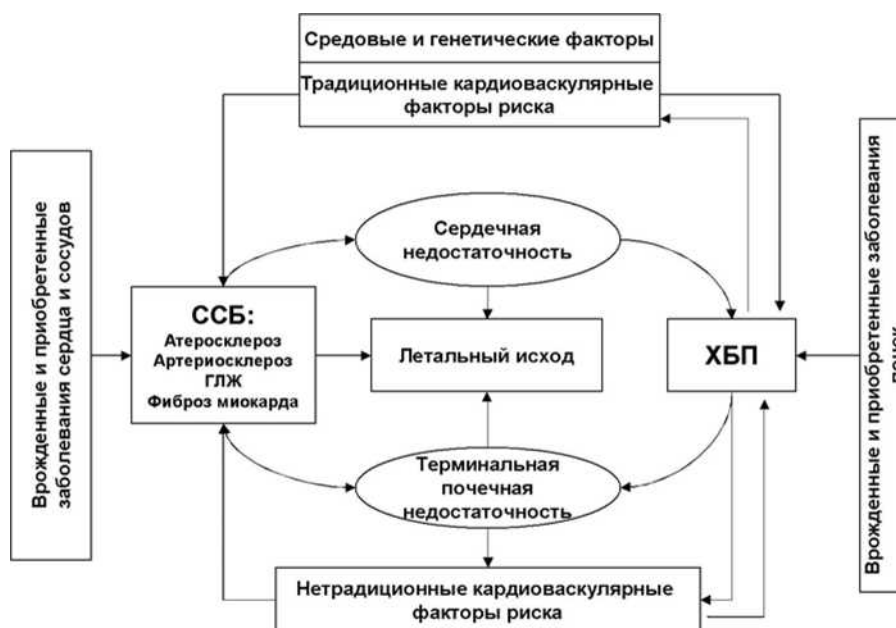 Средовые и генетические факторы
Традиционные кардиоваскулярные
факторы риска
Врожденные и приобретенные
заболевания сердца и сосудов
Сердечная
недостаточность
ССБ:
Атеросклероз
Артериосклероз
ГЛЖ
Фиброз миокарда
Летальный исход
ХБП
Врожденные и приобретенные заболевания
почек
Терминальная
почечная
недостаточность
Нетрадиционные кардиоваскулярные
факторы риска